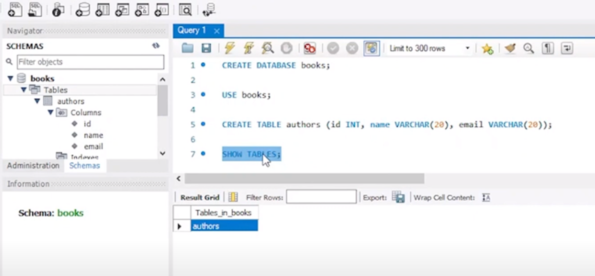 Navigator
SCHEMAS
Filter objects
books
Tables
authors
Columns
id
name
email
Indexes
Administration Schemas
Information
Schema: books
Query 1
Limit to 300 rows
1 CREATE DATABASE books;
2
3 USE books;
4
5 CREATE TABLE authors (id INT, name VARCHAR(20), email VARCHAR(20));
6
7 SHOW TABLES;
Result Grid Filter Rows: Export: Wrap Cell Content:
Tables_in_books
authors